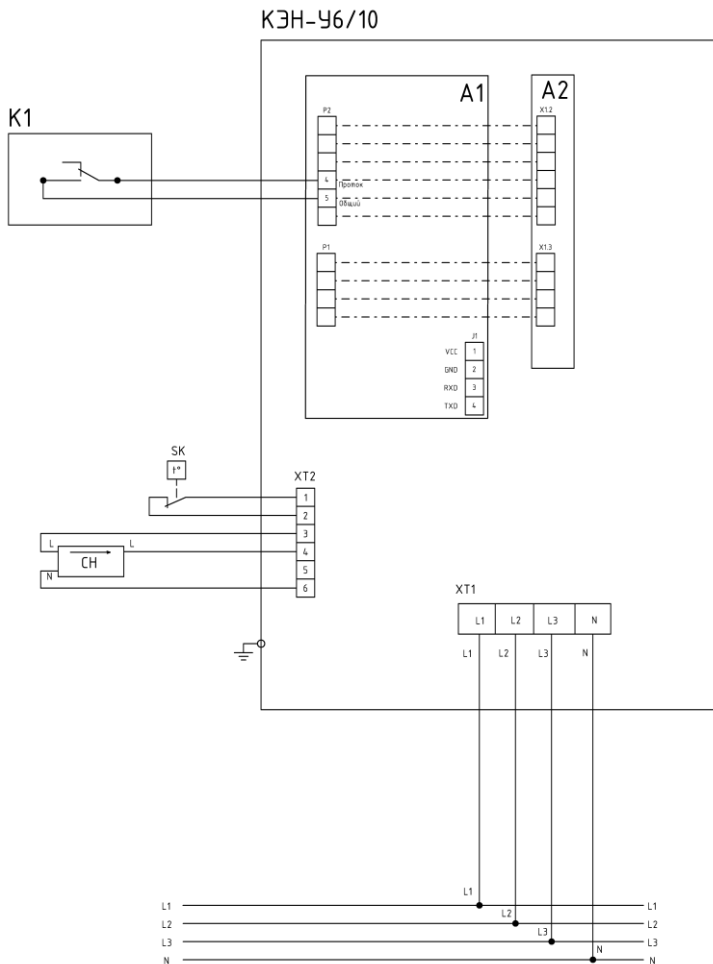 КЭН-У6/10
A1
A2
K1
P2
X1.2
4
Проток
5
Общий
P1
X1.3
J1
VCC 1
GND 2
RXD 3
TXD 4
SK
t°
XT2
1
2
3
4
5
6
L
L
CH
N
XT1
L1 L2 L3 N
L1 L2 L3 N
L1
L1 L1
L2
L2 L2
L3
L3 L3
N
N N